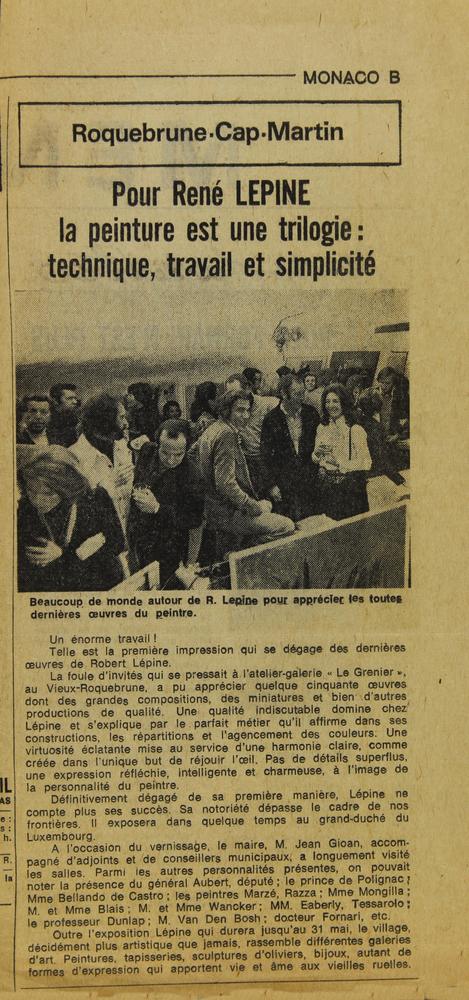 MONACO B
Roquebrune-Cap-Martin
Pour René LEPINE
la peinture est une trilogie :
technique, travail et simplicité
Beaucoup de monde autour de R. Lepine pour apprécier les toutes
dernières œuvres du peintre.
Un énorme travail !
Telle est la première impression qui se dégage des dernières
œuvres de Robert Lépine.
La foule d'invités qui se pressait à l'atelier-galerie « Le Grenier »,
au Vieux-Roquebrune, a pu apprécier quelque cinquante œuvres
dont des grandes compositions, des miniatures et bien d'autres
productions de qualité. Une qualité indiscutable domine chez
Lépine et s'explique par le parfait métier qu'il affirme dans ses
constructions, les répartitions et l'agencement des couleurs. Une
virtuosité éclatante mise au service d'une harmonie claire, comme
créée dans l'unique but de réjouir l'œil. Pas de détails superflus,
une expression réfléchie, intelligente et charmeuse, à l'image de
la personnalité du peintre.
Définitivement dégagé de sa première manière, Lépine ne
compte plus ses succès. Sa notoriété dépasse le cadre de nos
frontières. Il exposera dans quelque temps au grand-duché du
Luxembourg.
A l'occasion du vernissage, le maire, M. Jean Gioan, accom-
pagné d'adjoints et de conseillers municipaux, a longuement visité
les salles. Parmi les autres personnalités présentes, on pouvait
noter la présence du général Aubert, député ; le prince de Polignac ;
Mme Bellando de Castro ; les peintres Marzé, Razza ; Mme Mongilla ;
M. et Mme Blais ; M. et Mme Wancker ; MM. Eaberly, Tessarolo ;
le professeur Dunlap ; M. Van Den Bosh ; docteur Fornari, etc.
Outre l'exposition Lépine qui durera jusqu'au 31 mai, le village,
décidément plus artistique que jamais, rassemble différentes galeries
d'art. Peintures, tapisseries, sculptures d'oliviers, bijoux, autant de
formes d'expression qui apportent vie et âme aux vieilles ruelles.
IL
AS
e :
s :
h.
R.
la